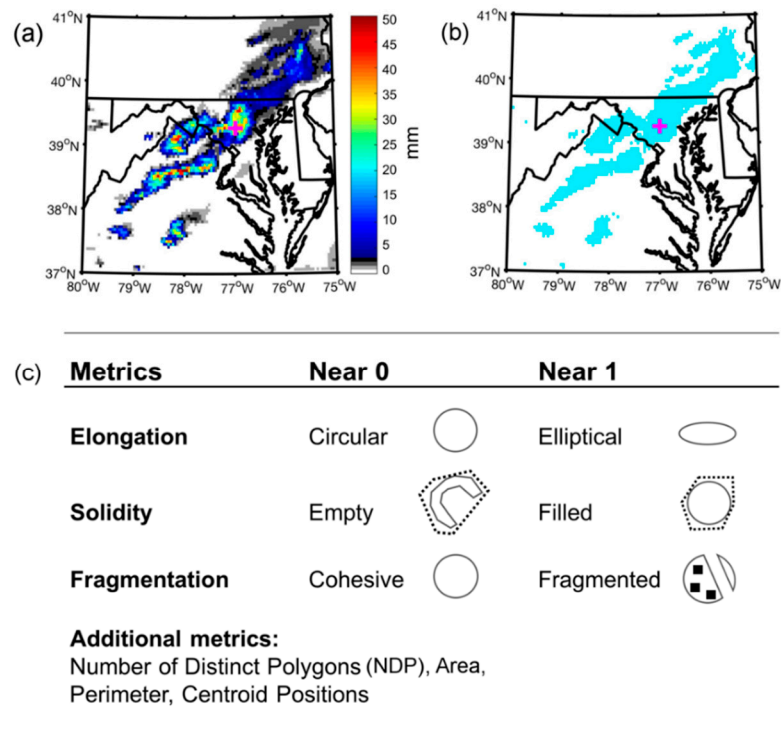 (a)
41°N
40°N
39°N
38°N
37°N
80°W 79°W 78°W 77°W 76°W 75°W
50
45
40
35
30
25
20
15
10
5
0
mm
(b)
41°N
40°N
39°N
38°N
37°N
80°W 79°W 78°W 77°W 76°W 75°W
(c) Metrics Near 0 Near 1
Elongation Circular Elliptical
Solidity Empty Filled
Fragmentation Cohesive Fragmented
Additional metrics:
Number of Distinct Polygons (NDP), Area,
Perimeter, Centroid Positions